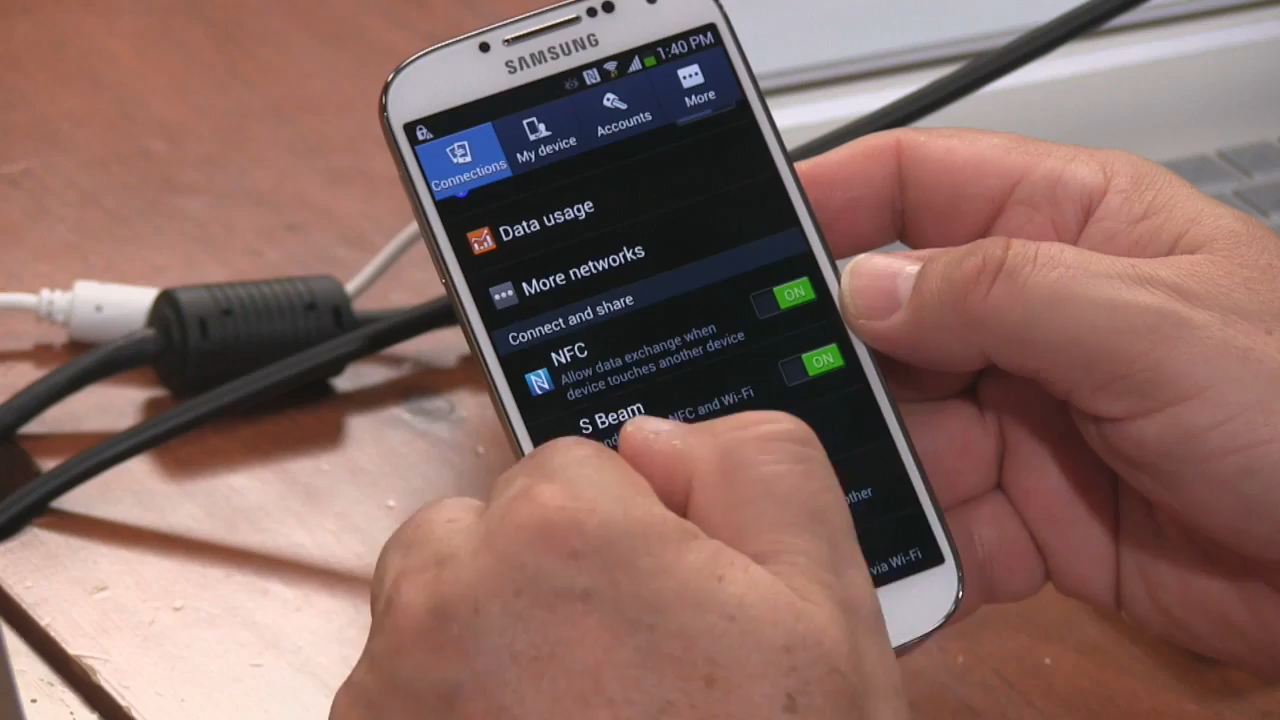 SAMSUNG
1:40 PM
Connections
My device
Accounts
More
Data usage
More networks
Connect and share
NFC
ON
Allow data exchange when
device touches another device
S Beam
ON
NFC and Wi-Fi
via Wi-Fi